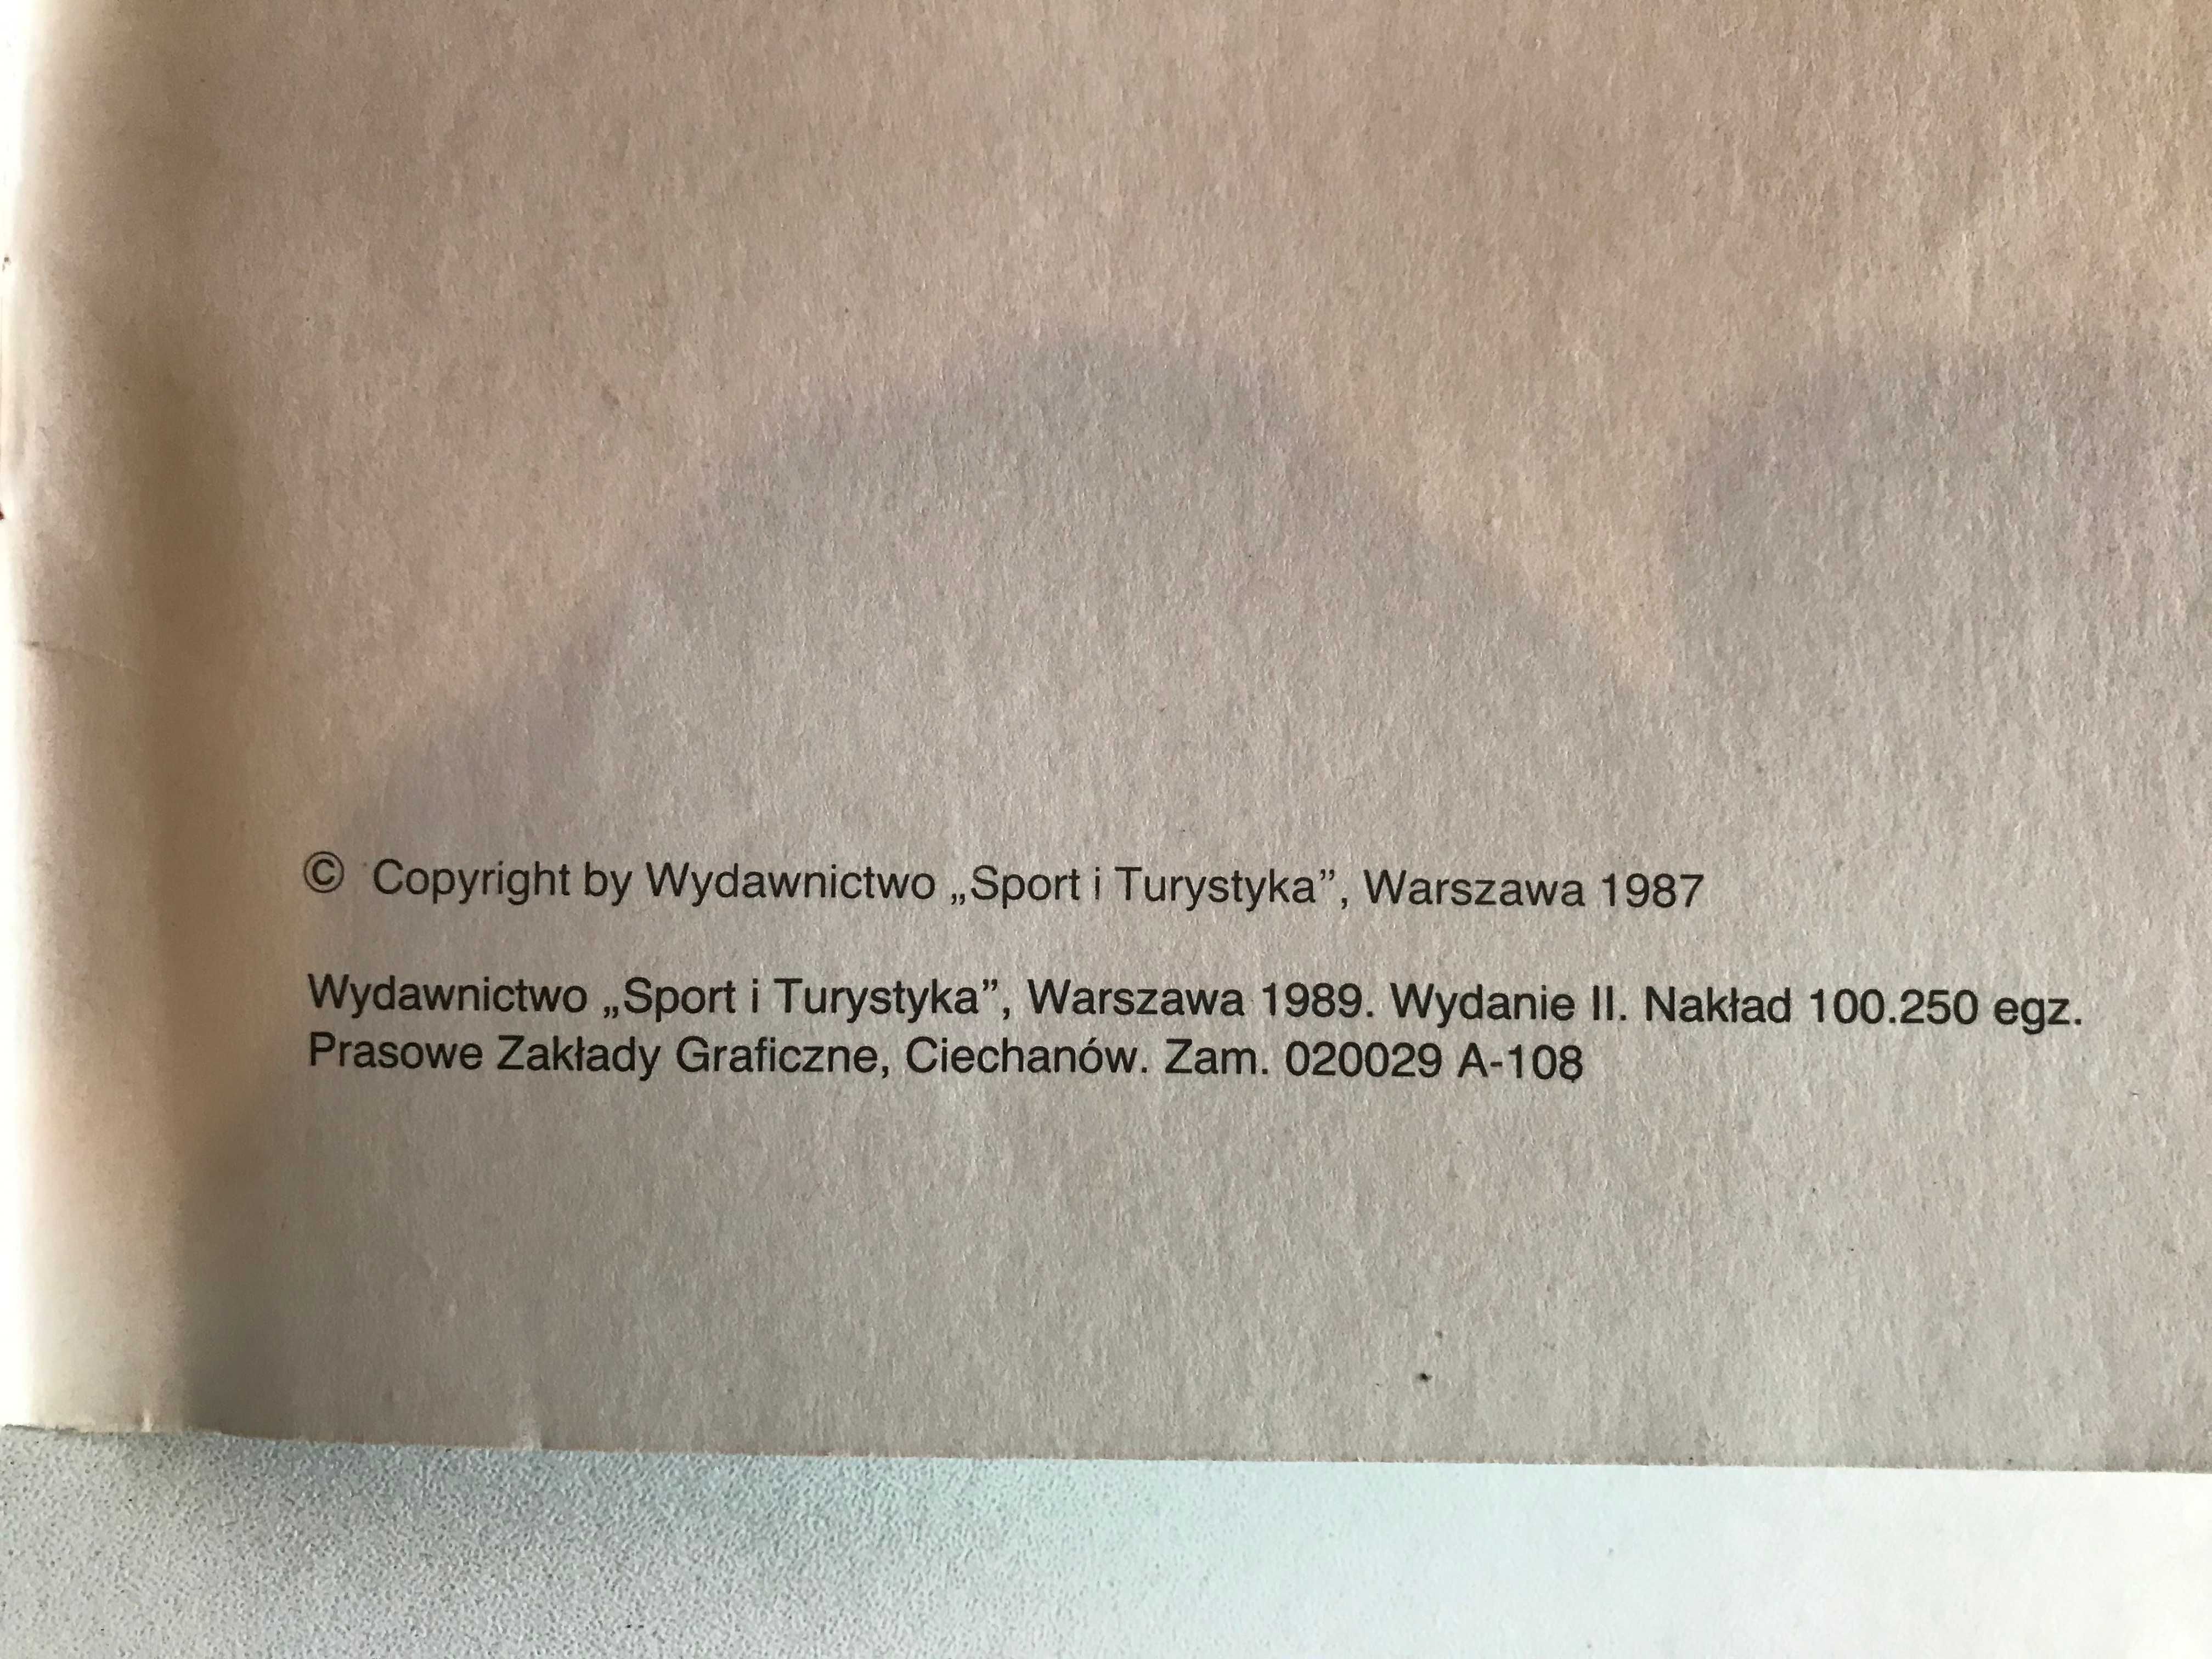 © Copyright by Wydawnictwo „Sport i Turystyka”, Warszawa 1987
Wydawnictwo „Sport i Turystyka”, Warszawa 1989. Wydanie II. Nakład 100.250 egz.
Prasowe Zakłady Graficzne, Ciechanów. Zam. 020029 A-108